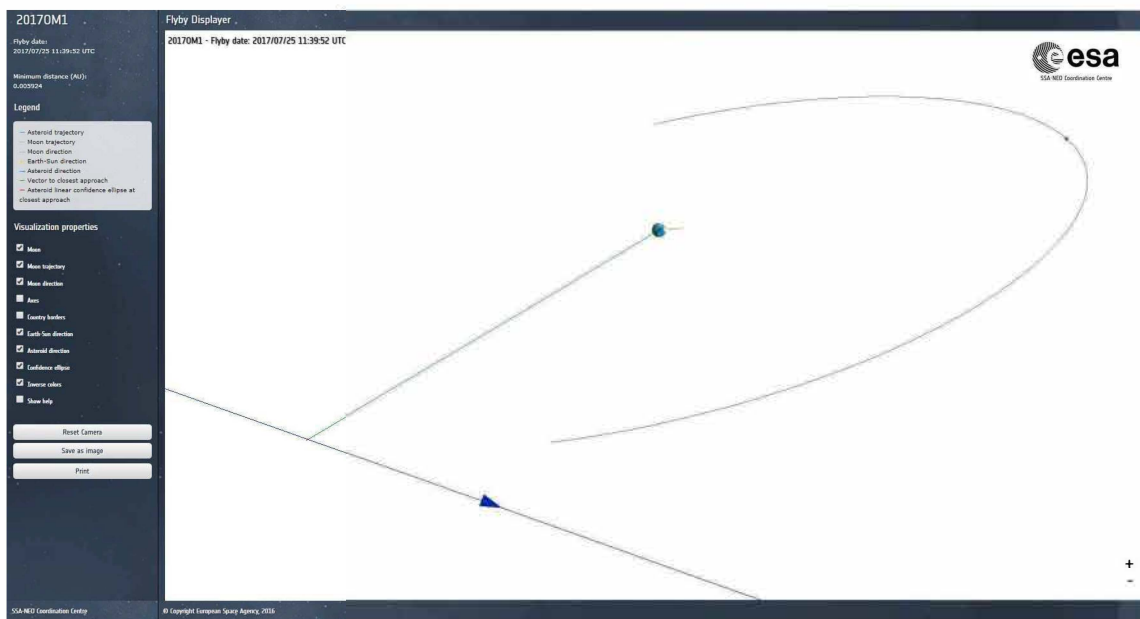 2017OM1
Flyby date:
2017/07/25 11:39:52 UTC
Minimum distance (AU):
0.003924
Legend
Asteroid trajectory
Moon trajectory
Moon direction
Earth-Sun direction
Asteroid direction
Vector to closest approach
Asteroid linear confidence ellipse at
closest approach
Visualization properties
Moon
Moon trajectory
Moon direction
Axes
Country borders
Earth-Sun direction
Asteroid direction
Confidence ellipse
Inverse colors
Show help
Reset Camera
Save as image
Print
SSA-NEO Coordination Centre
Flyby Displayer
2017OM1 - Flyby date: 2017/07/25 11:39:52 UTC
esa
SSA-NEO Coordination Centre
+
-
© Copyright European Space Agency, 2016